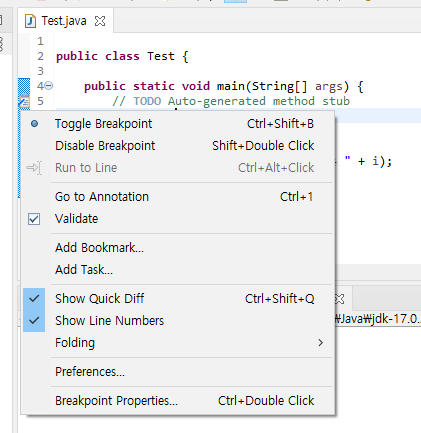 Test.java
1
2 public class Test {
3
4 public static void main(String[] args) {
5 // TODO Auto-generated method stub
" + i);
Toggle Breakpoint Ctrl+Shift+B
Disable Breakpoint Shift+Double Click
Run to Line Ctrl+Alt+Click
Go to Annotation Ctrl+1
Validate
Add Bookmark...
Add Task...
Show Quick Diff Ctrl+Shift+Q
Show Line Numbers
Folding
Preferences...
Breakpoint Properties... Ctrl+Double Click
₩Java₩jdk-17.0.